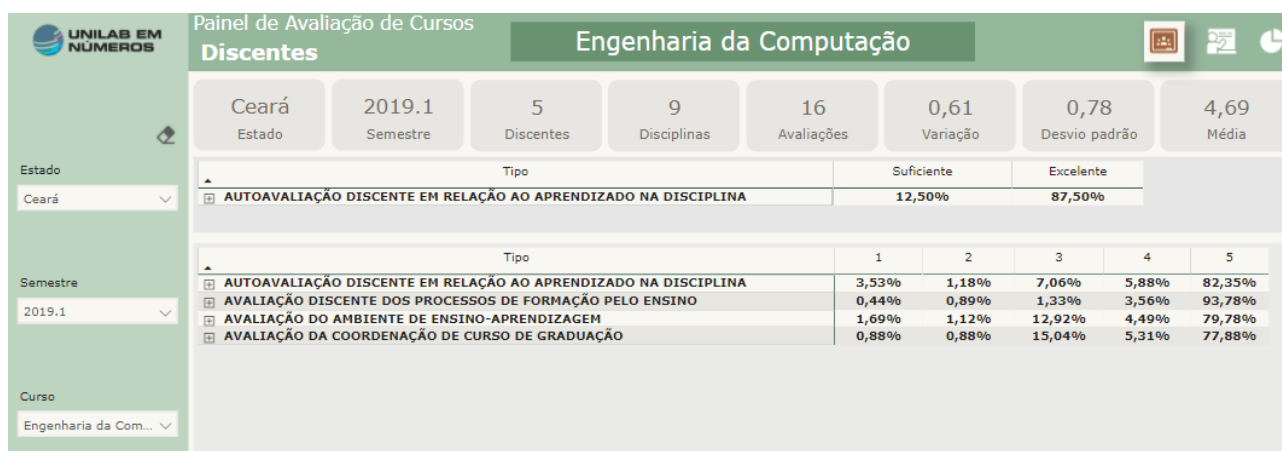 UNILAB EM
NÚMEROS
Painel de Avaliação de Cursos
Discentes
Engenharia da Computação
Ceará 2019.1 5 9 16 0,61 0,78 4,69
Estado Semestre Discentes Disciplinas Avaliações Variação Desvio padrão Média
Estado
Ceará
Tipo Suficiente Excelente
AUTOAVALIAÇÃO DISCENTE EM RELAÇÃO AO APRENDIZADO NA DISCIPLINA 12,50% 87,50%
Semestre
2019.1
Tipo 1 2 3 4 5
AUTOAVALIAÇÃO DISCENTE EM RELAÇÃO AO APRENDIZADO NA DISCIPLINA 3,53% 1,18% 7,06% 5,88% 82,35%
AVALIAÇÃO DISCENTE DOS PROCESSOS DE FORMAÇÃO PELO ENSINO 0,44% 0,89% 1,33% 3,56% 93,78%
AVALIAÇÃO DO AMBIENTE DE ENSINO-APRENDIZAGEM 1,69% 1,12% 12,92% 4,49% 79,78%
AVALIAÇÃO DA COORDENAÇÃO DE CURSO DE GRADUAÇÃO 0,88% 0,88% 15,04% 5,31% 77,88%
Curso
Engenharia da Com...